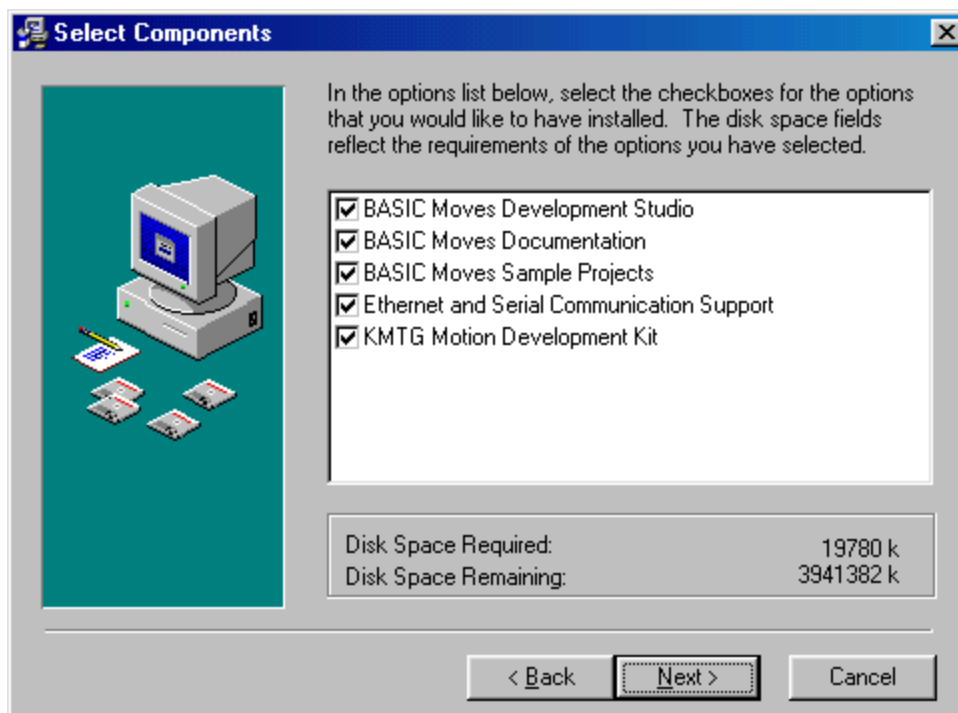 Select Components
In the options list below, select the checkboxes for the options
that you would like to have installed.  The disk space fields
reflect the requirements of the options you have selected.
BASIC Moves Development Studio
BASIC Moves Documentation
BASIC Moves Sample Projects
Ethernet and Serial Communication Support
KMTG Motion Development Kit
Disk Space Required: 19780 k
Disk Space Remaining: 3941382 k
< Back Next > Cancel